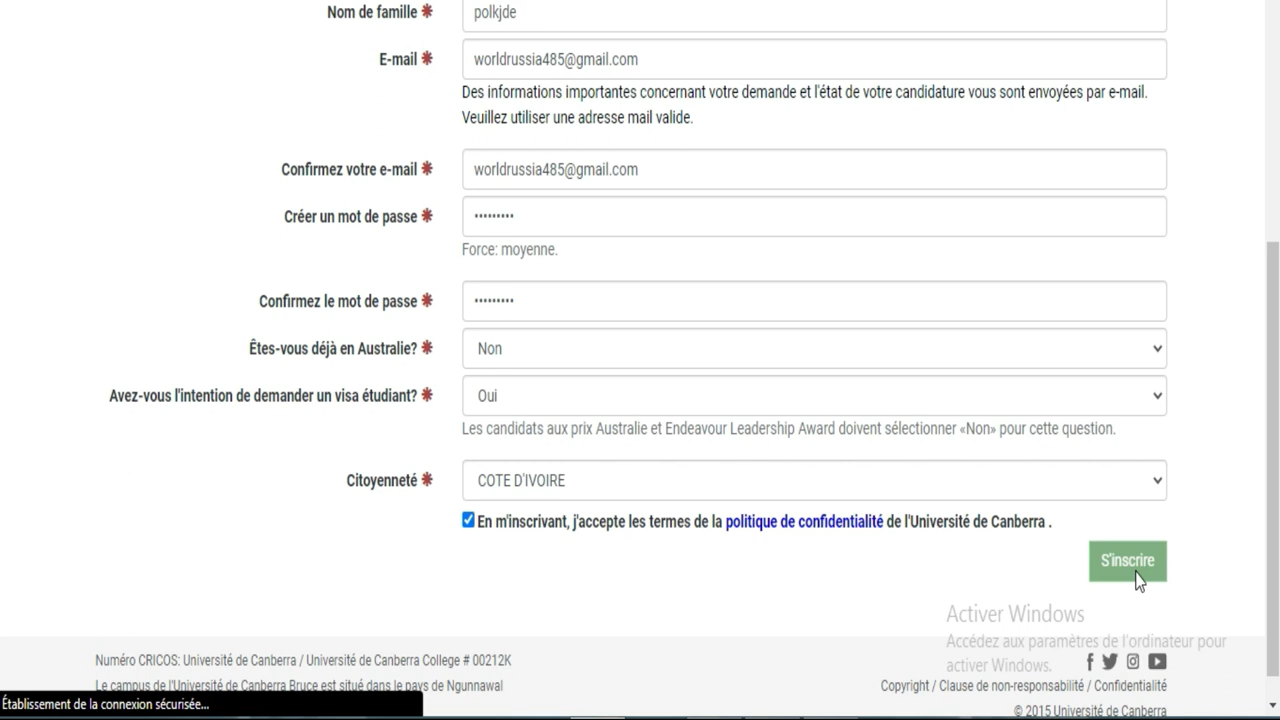 Nom de famille * polkjde
E-mail * worldrussia485@gmail.com
Des informations importantes concernant votre demande et l'état de votre candidature vous sont envoyées par e-mail.
Veuillez utiliser une adresse mail valide.
Confirmez votre e-mail * worldrussia485@gmail.com
Créer un mot de passe * •••••••••
Force: moyenne.
Confirmez le mot de passe * •••••••••
Êtes-vous déjà en Australie? * Non
Avez-vous l'intention de demander un visa étudiant? * Oui
Les candidats aux prix Australie et Endeavour Leadership Award doivent sélectionner «Non» pour cette question.
Citoyenneté * COTE D'IVOIRE
En m'inscrivant, j'accepte les termes de la politique de confidentialité de l'Université de Canberra .
S'inscrire
Activer Windows
Accédez aux paramètres de l'ordinateur pour
activer Windows.
Numéro CRICOS: Université de Canberra / Université de Canberra College # 00212K
Le campus de l'Université de Canberra Bruce est situé dans le pays de Ngunnawal
Copyright / Clause de non-responsabilité / Confidentialité
© 2015 Université de Canberra
Établissement de la connexion sécurisée...